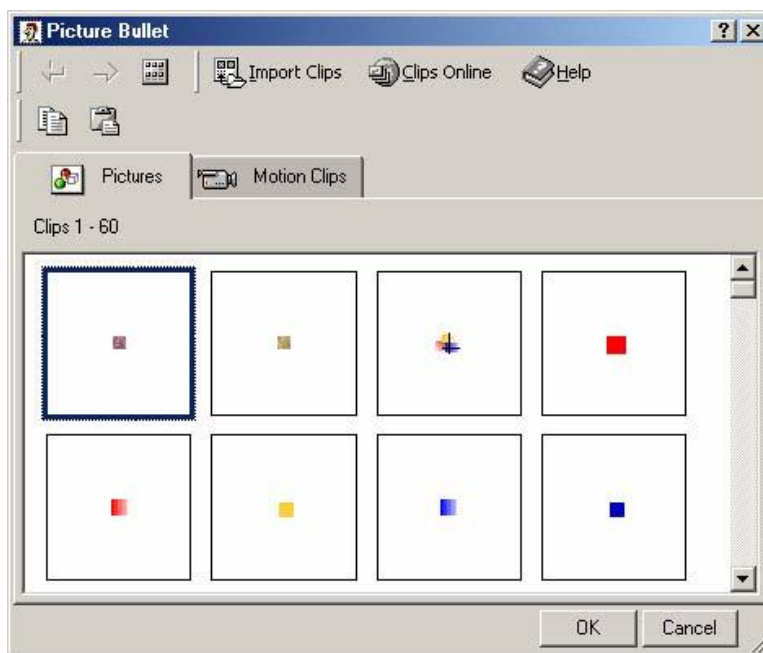 Picture Bullet
Import Clips Clips Online Help
Pictures Motion Clips
Clips 1 - 60
OK Cancel